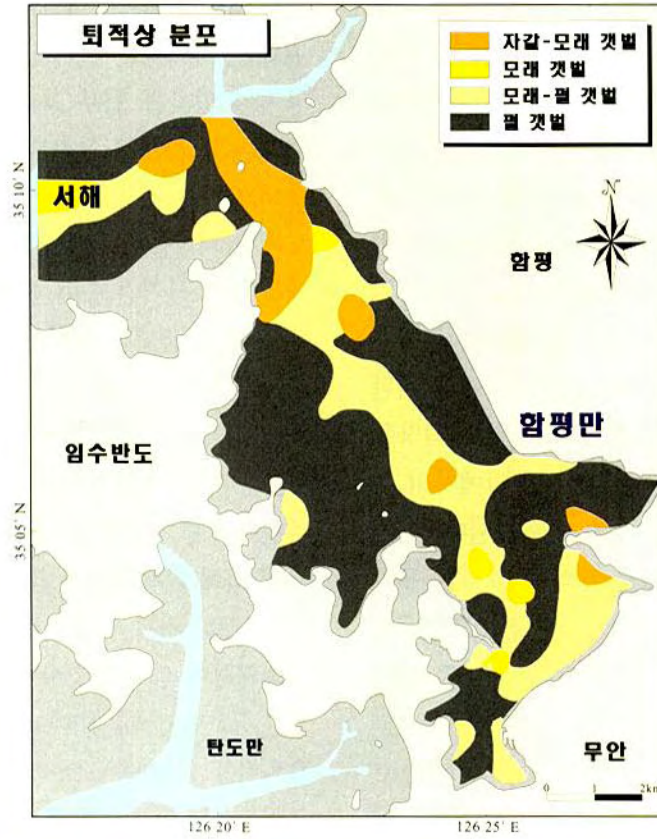 퇴적상 분포
자갈-모래 갯벌
모래 갯벌
모래-펄 갯벌
펄 갯벌
35 10' N
서해
N
함평
함평만
임수반도
35 05' N
탄도만
무안
0 1 2km
126 20' E
126 25' E